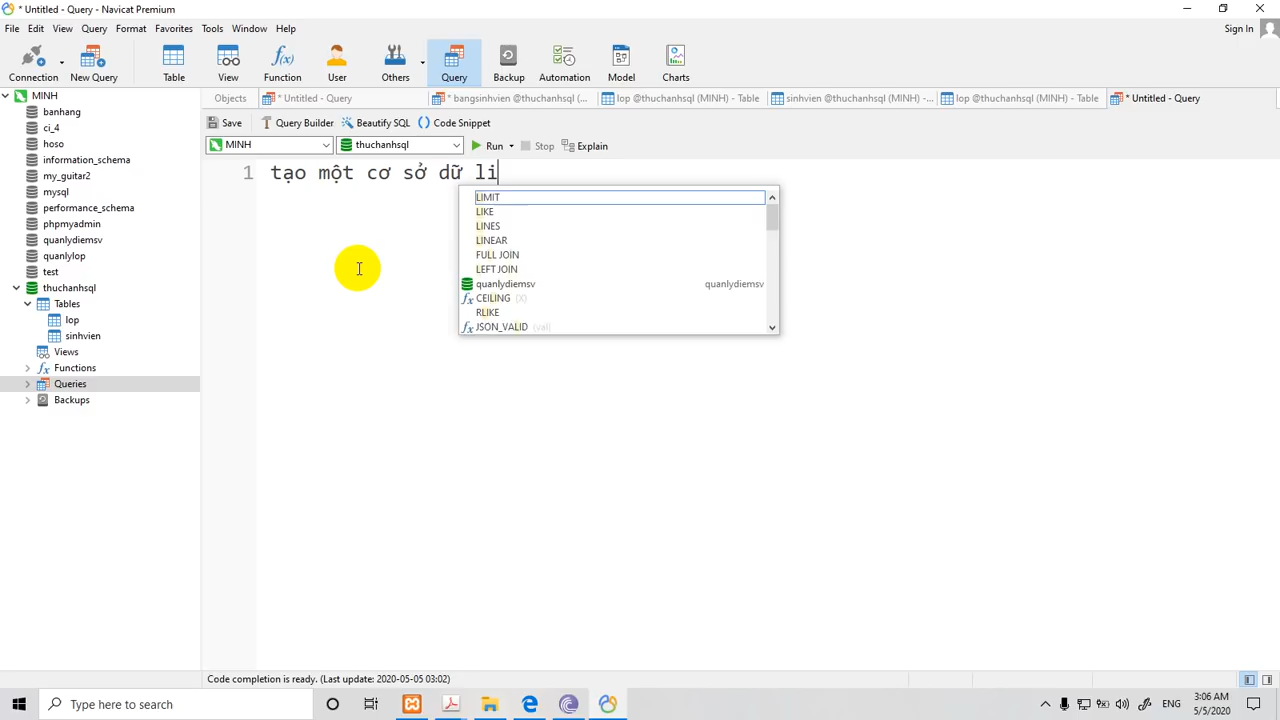 * Untitled - Query - Navicat Premium
File Edit View Query Format Favorites Tools Window Help
Sign In
Connection New Query Table View Function User Others Query Backup Automation Model Charts
MINH
banhang
ci_4
hoso
information_schema
my_guitar2
mysql
performance_schema
phpmyadmin
quanlydiemsv
quanlylop
test
thuchanhsql
Tables
lop
sinhvien
Views
Functions
Queries
Backups
Objects * Untitled - Query * bangsinhvien @thuchanhsql (... lop @thuchanhsql (MINH) - Table sinhvien @thuchanhsql (MINH) -... lop @thuchanhsql (MINH) - Table * Untitled - Query
Save Query Builder Beautify SQL () Code Snippet
MINH thuchanhsql Run Stop Explain
1 tạo một cơ sở dữ li
LIMIT
LIKE
LINES
LINEAR
FULL JOIN
LEFT JOIN
quanlydiemsv quanlydiemsv
CEILING (X)
RLIKE
JSON_VALID (val)
Code completion is ready. (Last update: 2020-05-05 03:02)
Type here to search
ENG
3:06 AM
5/5/2020